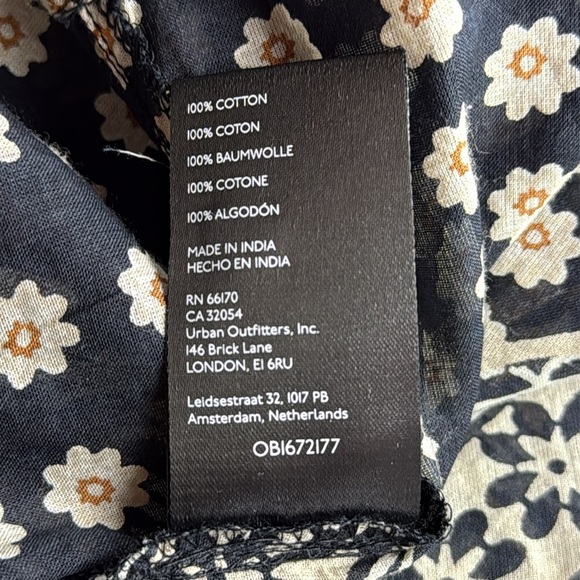 100% COTTON
100% COTON
100% BAUMWOLLE
100% COTONE
100% ALGODÓN
MADE IN INDIA
HECHO EN INDIA
RN 66170
CA 32054
Urban Outfitters, Inc.
146 Brick Lane
LONDON, E1 6RU
Leidsestraat 32, 1017 PB
Amsterdam, Netherlands
OB1672177